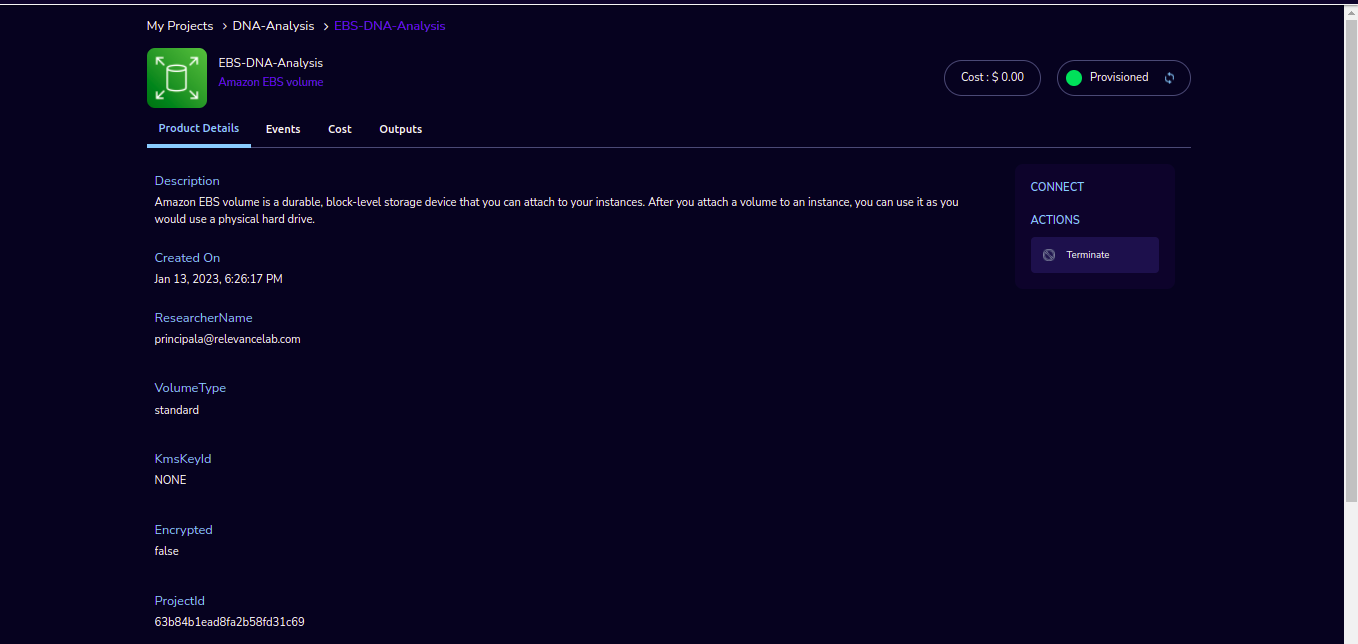 My Projects > DNA-Analysis > EBS-DNA-Analysis
EBS-DNA-Analysis
Amazon EBS volume
Cost : $ 0.00
Provisioned
Product Details
Events
Cost
Outputs
Description
Amazon EBS volume is a durable, block-level storage device that you can attach to your instances. After you attach a volume to an instance, you can use it as you
would use a physical hard drive.
Created On
Jan 13, 2023, 6:26:17 PM
ResearcherName
principala@relevancelab.com
VolumeType
standard
KmsKeyId
NONE
Encrypted
false
ProjectId
63b84b1ead8fa2b58fd31c69
CONNECT
ACTIONS
Terminate